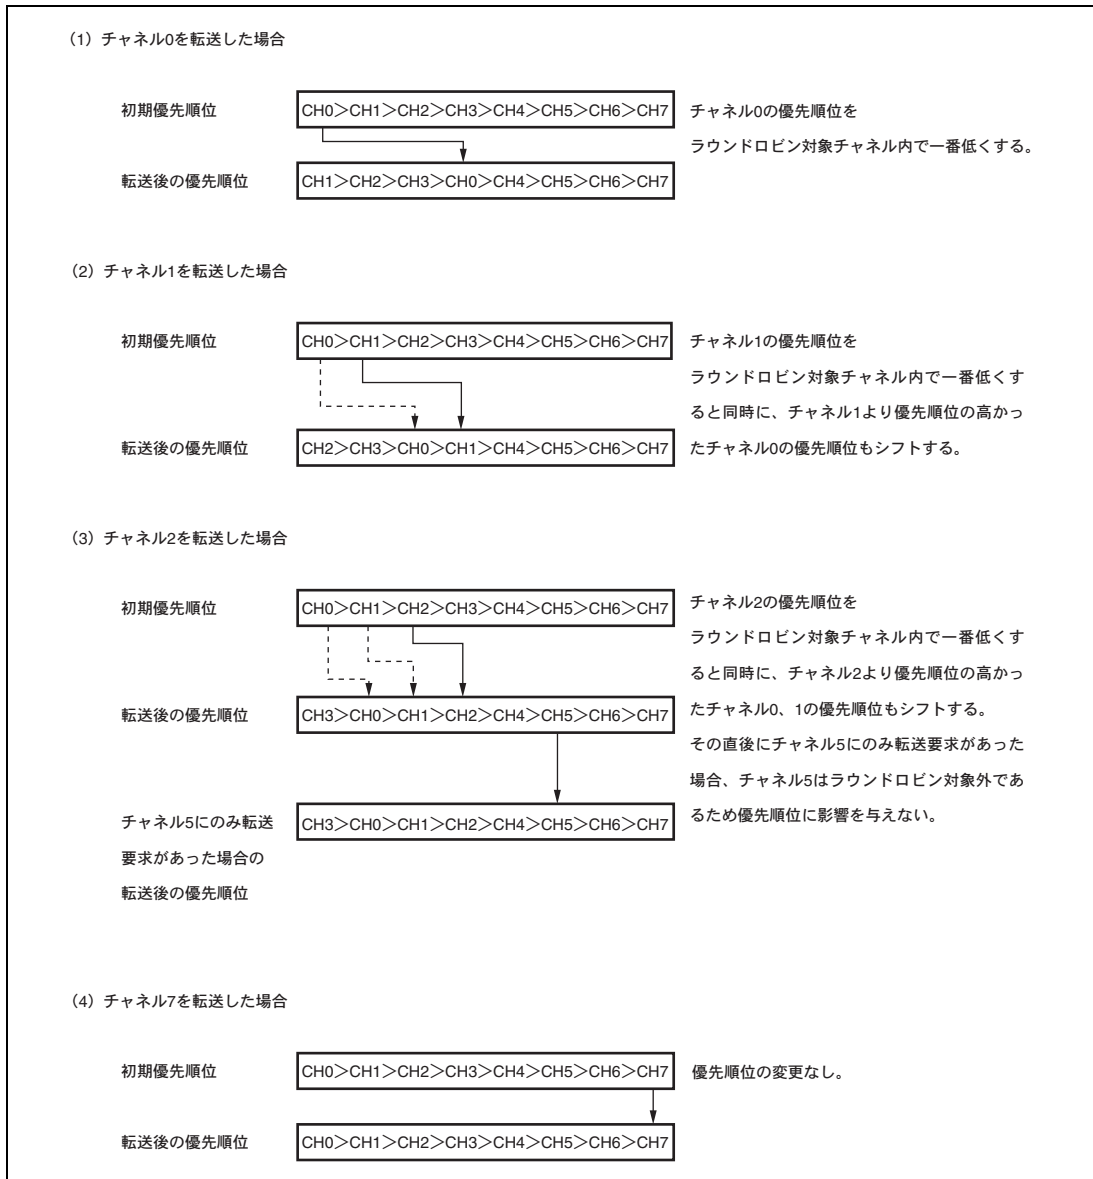 (1) チャネル0を転送した場合
初期優先順位
CH0＞CH1＞CH2＞CH3＞CH4＞CH5＞CH6＞CH7
チャネル0の優先順位を
ラウンドロビン対象チャネル内で一番低くする。
転送後の優先順位
CH1＞CH2＞CH3＞CH0＞CH4＞CH5＞CH6＞CH7
(2) チャネル1を転送した場合
初期優先順位
CH0＞CH1＞CH2＞CH3＞CH4＞CH5＞CH6＞CH7
チャネル1の優先順位を
ラウンドロビン対象チャネル内で一番低くす
ると同時に、チャネル1より優先順位の高かっ
たチャネル0の優先順位もシフトする。
転送後の優先順位
CH2＞CH3＞CH0＞CH1＞CH4＞CH5＞CH6＞CH7
(3) チャネル2を転送した場合
初期優先順位
CH0＞CH1＞CH2＞CH3＞CH4＞CH5＞CH6＞CH7
チャネル2の優先順位を
ラウンドロビン対象チャネル内で一番低くす
ると同時に、チャネル2より優先順位の高かっ
たチャネル0、1の優先順位もシフトする。
その直後にチャネル5にのみ転送要求があった
場合、チャネル5はラウンドロビン対象外であ
るため優先順位に影響を与えない。
転送後の優先順位
CH3＞CH0＞CH1＞CH2＞CH4＞CH5＞CH6＞CH7
チャネル5にのみ転送
要求があった場合の
転送後の優先順位
CH3＞CH0＞CH1＞CH2＞CH4＞CH5＞CH6＞CH7
(4) チャネル7を転送した場合
初期優先順位
CH0＞CH1＞CH2＞CH3＞CH4＞CH5＞CH6＞CH7
優先順位の変更なし。
転送後の優先順位
CH0＞CH1＞CH2＞CH3＞CH4＞CH5＞CH6＞CH7